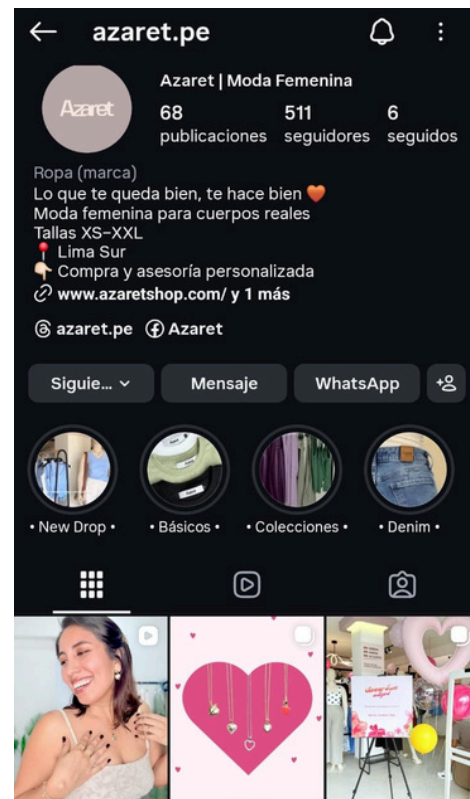 azaret.pe
Azaret
Azaret | Moda Femenina
68 511 6
publicaciones seguidores seguidos
Ropa (marca)
Lo que te queda bien, te hace bien 🧡
Moda femenina para cuerpos reales
Tallas XS–XXL
📍 Lima Sur
👇🏼 Compra y asesoría personalizada
www.azaretshop.com/ y 1 más
azaret.pe Azaret
Siguie... Mensaje WhatsApp
• New Drop • • Básicos • • Colecciones • • Denim •